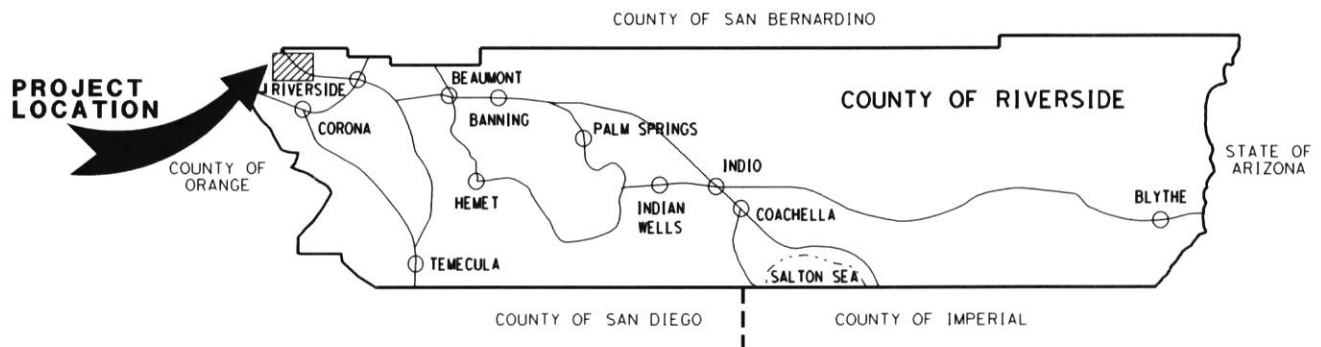 COUNTY OF SAN BERNARDINO
PROJECT
LOCATION
RIVERSIDE
BEAUMONT
COUNTY OF RIVERSIDE
CORONA
BANNING
PALM SPRINGS
COUNTY OF
ORANGE
STATE OF
ARIZONA
INDIO
HEMET
INDIAN
WELLS
COACHELLA
BLYTHE
TEMECULA
SALTON SEA
COUNTY OF SAN DIEGO
COUNTY OF IMPERIAL